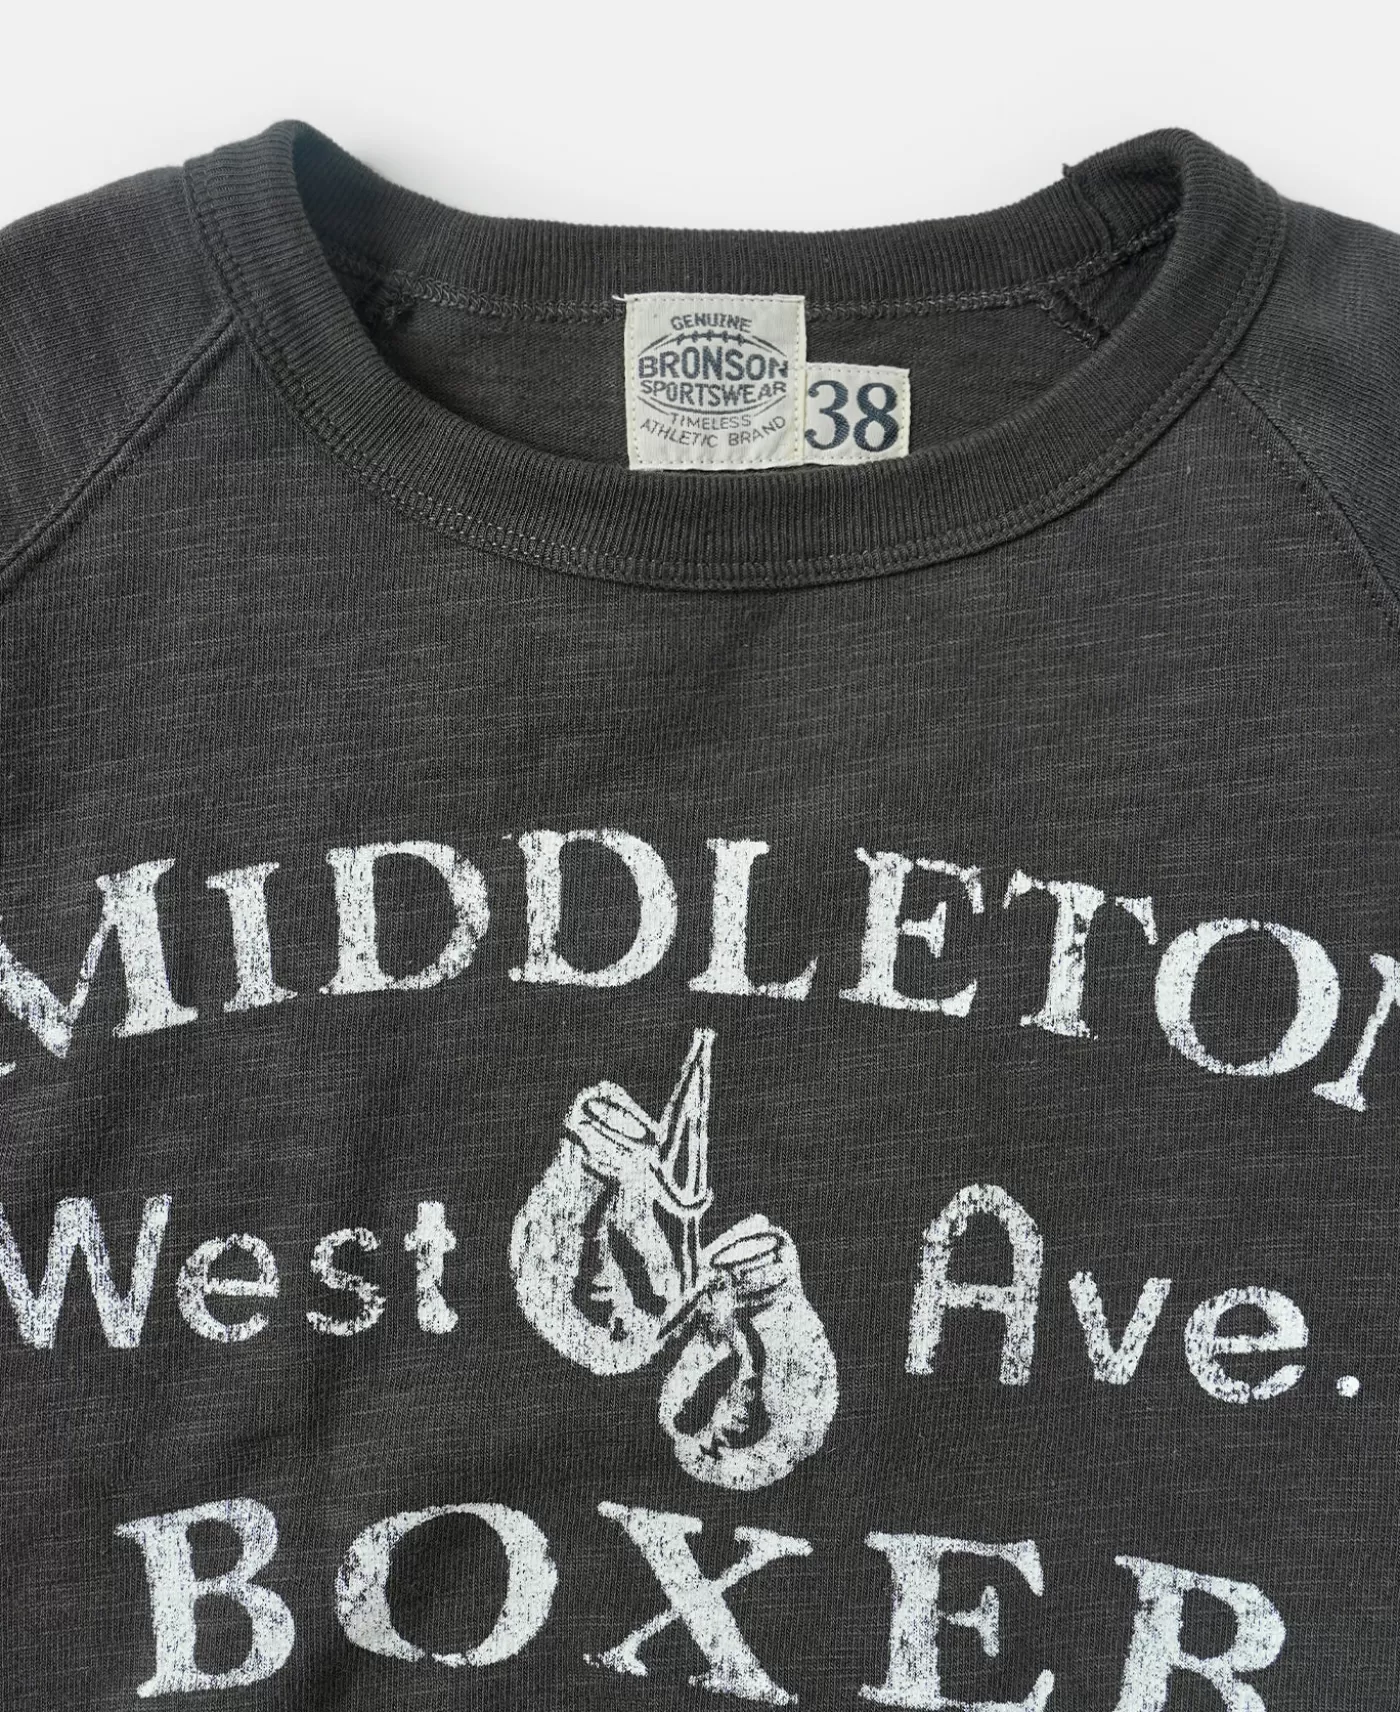 GENUINE
BRONSON
SPORTSWEAR
TIMELESS
ATHLETIC BRAND
38
MIDDLETON
West Ave.
BOXER